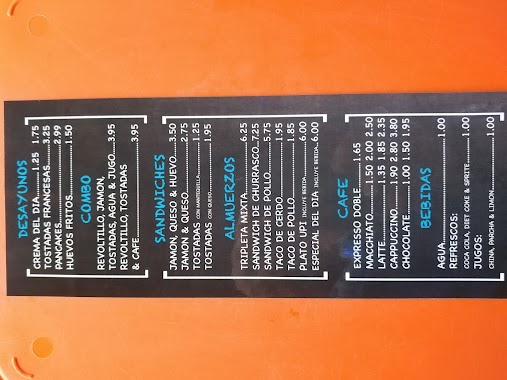 DESAYUNOS
CREMA DEL DIA.......1.25 1.75
TOSTADAS FRANCESAS...3.25
PANCAKES..............2.99
HUEVOS FRITOS.........1.50
COMBO
REVOLTILLO, JAMON,
TOSTADAS, AGUA & JUGO....3.95
REVOLTILLO, TOSTADAS
& CAFE....................3.95
SANDWICHES
JAMON, QUESO & HUEVO...3.50
JAMON & QUESO............2.75
TOSTADAS CON MANTEQUILLA.....1.25
TOSTADAS CON QUESO..........1.95
ALMUERZOS
TRIPLETA MIXTA...............6.25
SANDWICH DE CHURRASCO..7.25
SANDWICH DE POLLO.........5.75
TACO DE CERDO.............1.95
TACO DE POLLO..............1.85
PLATO UPI INCLUYE BEBIDA......6.00
ESPECIAL DEL DIA INCLUYE BEBIDA..6.00
CAFE
EXPRESSO DOBLE.......1.65
MACCHIATO.....1.50 2.00 2.50
LATTE..........1.35 1.85 2.35
CAPPUCCINO....1.90 2.80 3.80
CHOCOLATE.....1.00 1.50 1.95
BEBIDAS
AGUA.....................1.00
REFRESCOS:
COCA COLA, DIET COKE & SPRITE.....1.00
JUGOS:
CHINA, PARCHA & LIMON.....1.00